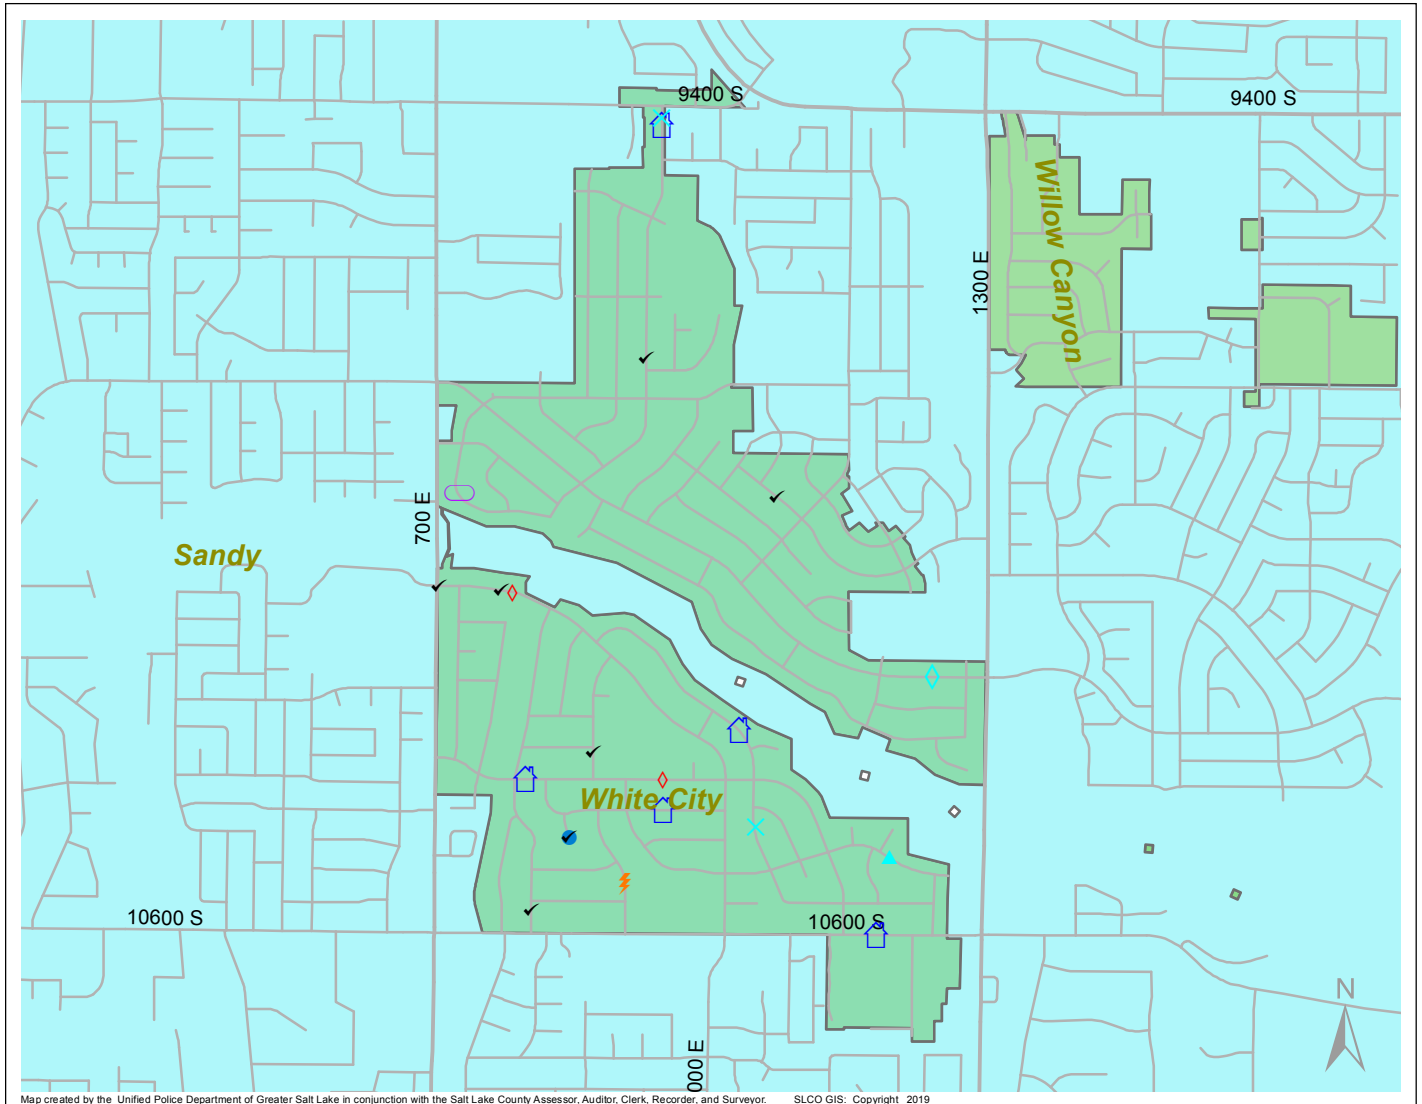 9400 S
9400 S
Willow Canyon
1300 E
700 E
Sandy
White City
10600 S
10600 S
000 E
N
Map created by the Unified Police Department of Greater Salt Lake in conjunction with the Salt Lake County Assessor, Auditor, Clerk, Recorder, and Surveyor. SLCO GIS: Copyright 2019